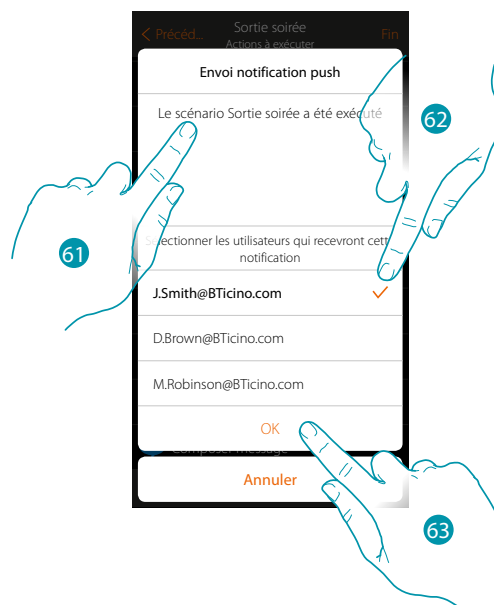 Précéd...
Sortie soirée
Fin
Actions à exécuter
Envoi notification push
Le scénario Sortie soirée a été exécuté
62
61
Sélectionner les utilisateurs qui recevront cett
notification
J.Smith@BTicino.com
D.Brown@BTicino.com
M.Robinson@BTicino.com
OK
Composer message
Annuler
63